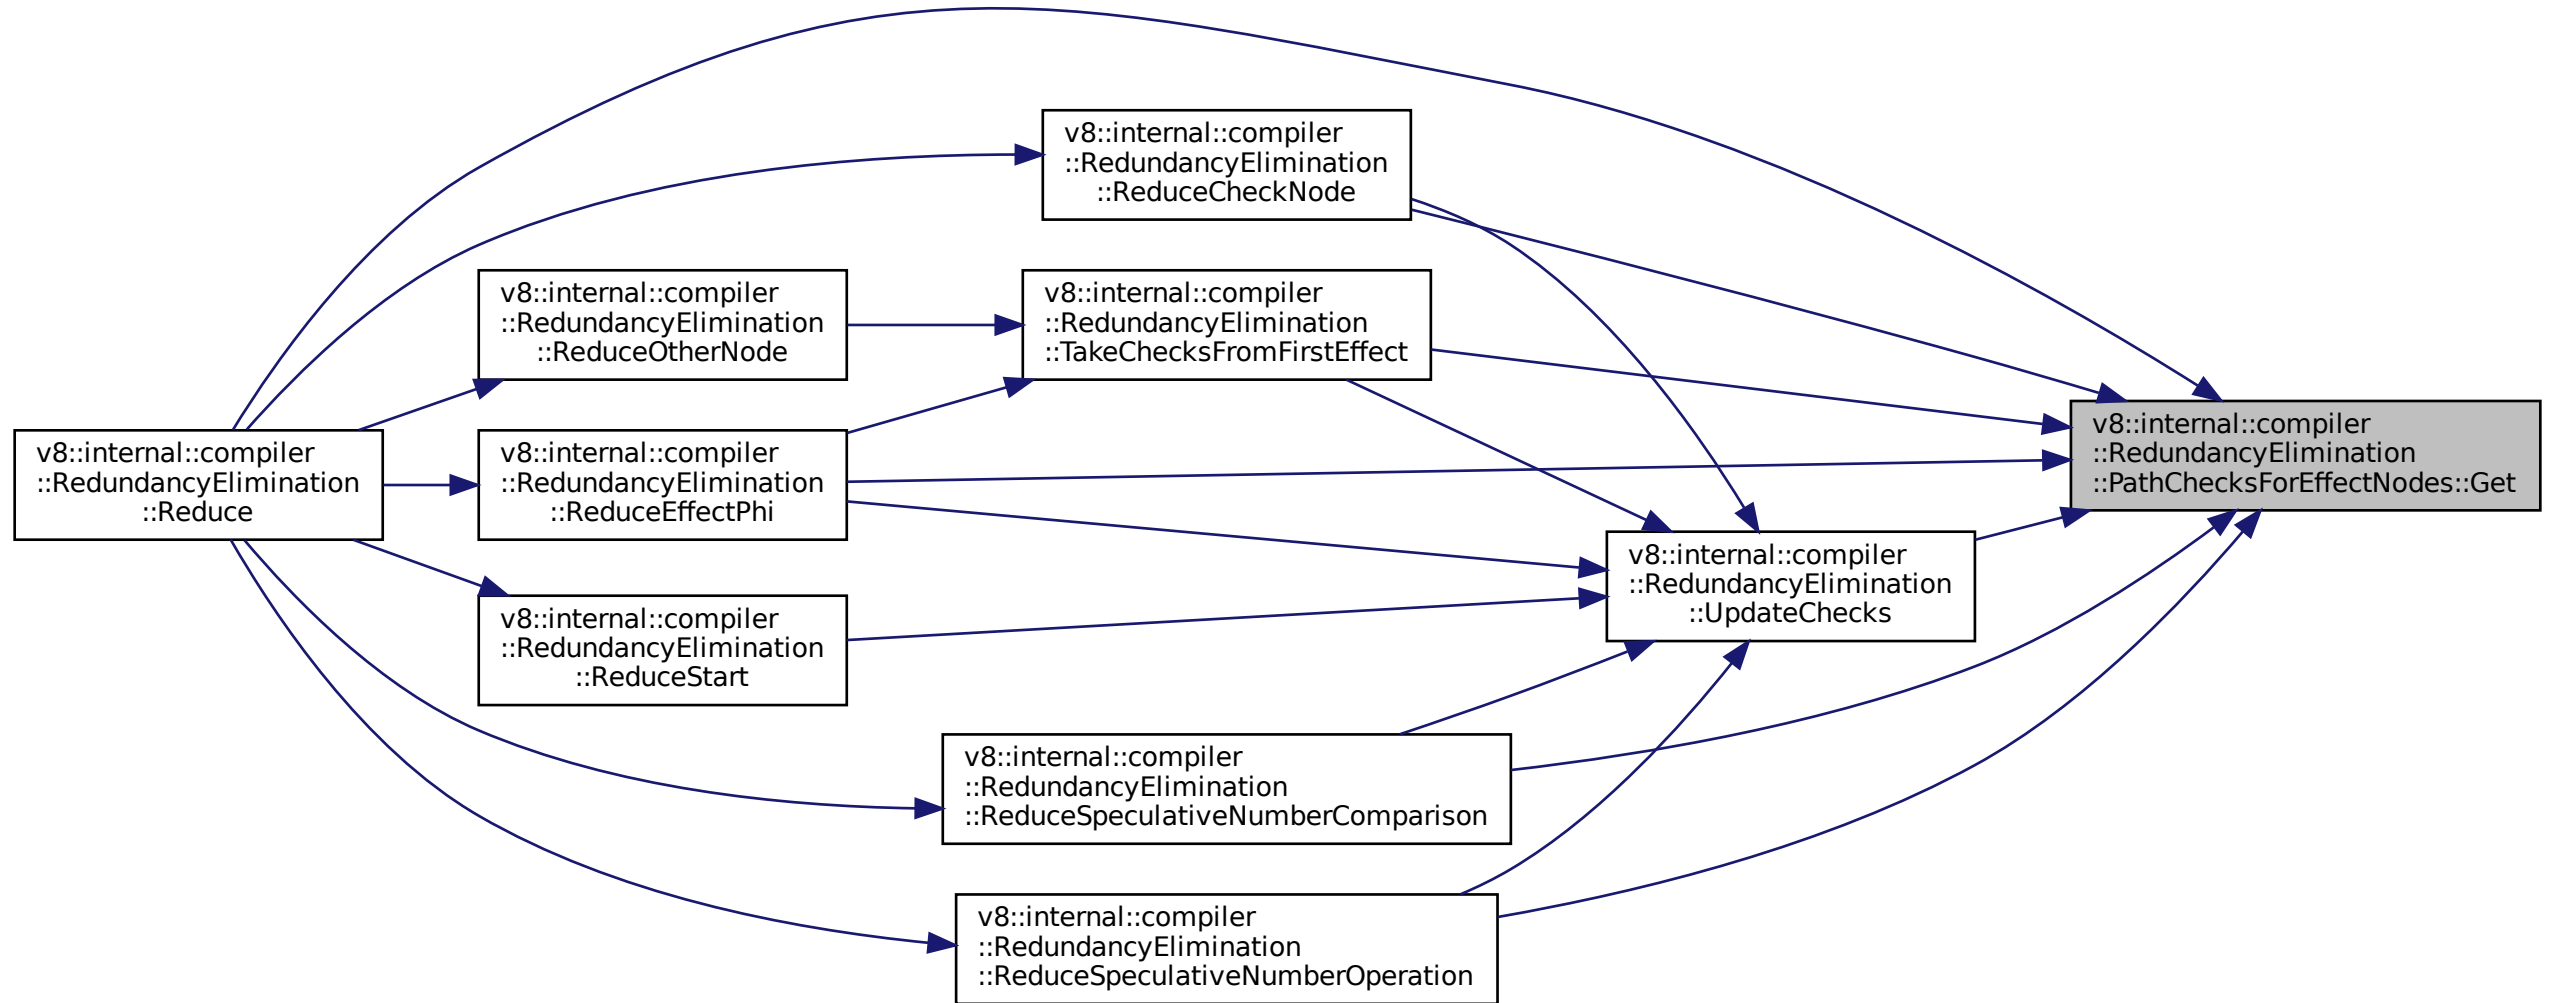 v8::internal::compiler
::RedundancyElimination
::ReduceCheckNode
v8::internal::compiler
::RedundancyElimination
::ReduceOtherNode
v8::internal::compiler
::RedundancyElimination
::TakeChecksFromFirstEffect
v8::internal::compiler
::RedundancyElimination
::PathChecksForEffectNodes::Get
v8::internal::compiler
::RedundancyElimination
::Reduce
v8::internal::compiler
::RedundancyElimination
::ReduceEffectPhi
v8::internal::compiler
::RedundancyElimination
::UpdateChecks
v8::internal::compiler
::RedundancyElimination
::ReduceStart
v8::internal::compiler
::RedundancyElimination
::ReduceSpeculativeNumberComparison
v8::internal::compiler
::RedundancyElimination
::ReduceSpeculativeNumberOperation